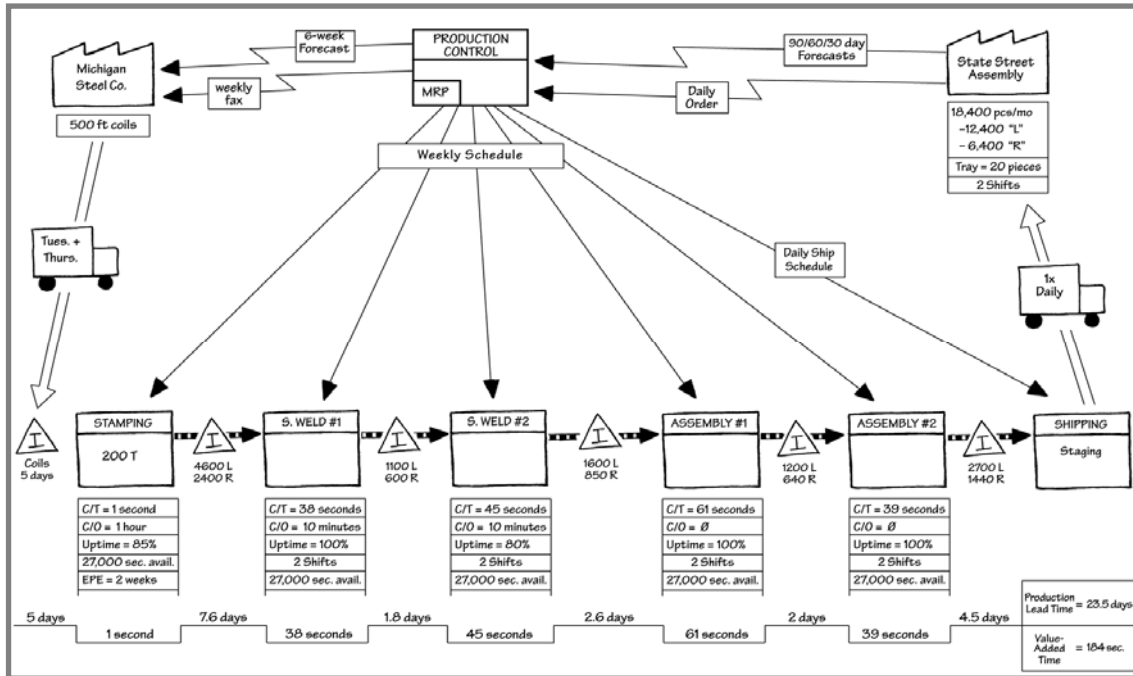 Michigan
Steel Co.
500 ft coils
6-week
Forecast
weekly
fax
PRODUCTION
CONTROL
MRP
90/60/30 day
Forecasts
Daily
Order
State Street
Assembly
18,400 pcs/mo
-12,400 "L"
- 6,400 "R"
Tray = 20 pieces
2 Shifts
Weekly Schedule
Tues. +
Thurs.
Daily Ship
Schedule
1x
Daily
I
Coils
5 days
STAMPING
200 T
I
4600 L
2400 R
S. WELD #1
I
1100 L
600 R
S. WELD #2
I
1600 L
850 R
ASSEMBLY #1
I
1200 L
640 R
ASSEMBLY #2
I
2700 L
1440 R
SHIPPING
Staging
C/T = 1 second
C/O = 1 hour
Uptime = 85%
27,000 sec. avail.
EPE = 2 weeks
C/T = 38 seconds
C/O = 10 minutes
Uptime = 100%
2 Shifts
27,000 sec. avail.
C/T = 45 seconds
C/O = 10 minutes
Uptime = 80%
2 Shifts
27,000 sec. avail.
C/T = 61 seconds
C/O = Ø
Uptime = 100%
2 Shifts
27,000 sec. avail.
C/T = 39 seconds
C/O = Ø
Uptime = 100%
2 Shifts
27,000 sec. avail.
5 days
1 second
7.6 days
38 seconds
1.8 days
45 seconds
2.6 days
61 seconds
2 days
39 seconds
4.5 days
Production
Lead Time = 23.5 days
Value-
Added = 184 sec.
Time